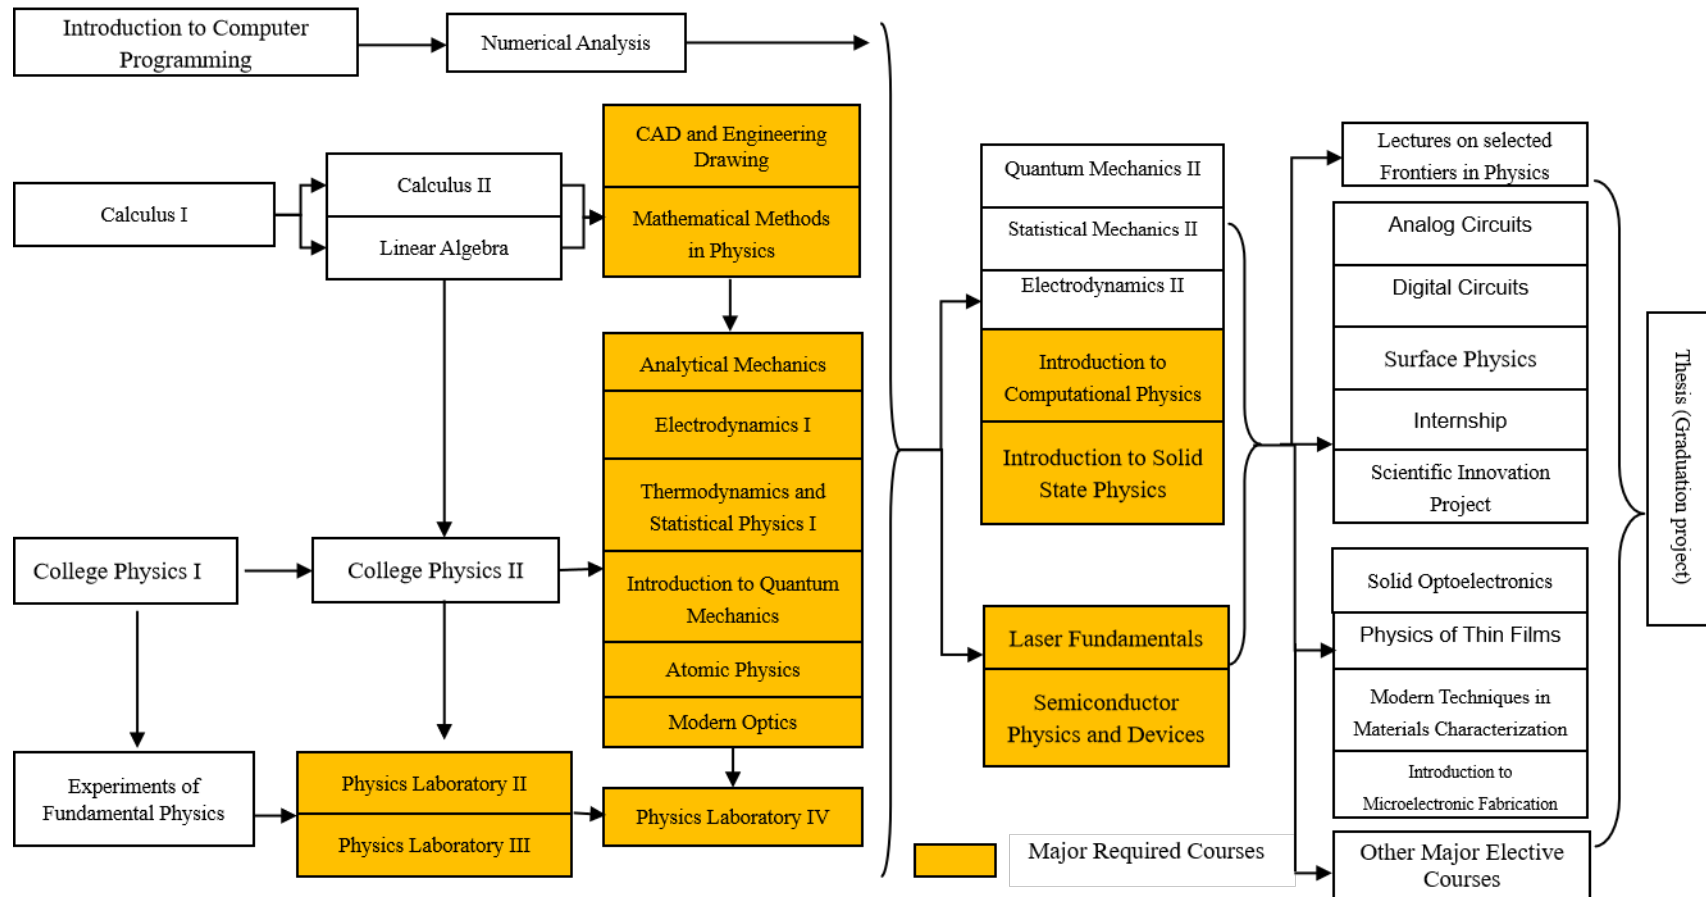 Introduction to Computer
Programming
Numerical Analysis
CAD and Engineering
Drawing
Calculus I
Calculus II
Linear Algebra
Mathematical Methods
in Physics
Analytical Mechanics
Electrodynamics I
Thermodynamics and
Statistical Physics I
College Physics I
College Physics II
Introduction to Quantum
Mechanics
Atomic Physics
Modern Optics
Experiments of
Fundamental Physics
Physics Laboratory II
Physics Laboratory III
Physics Laboratory IV
Quantum Mechanics II
Statistical Mechanics II
Electrodynamics II
Introduction to
Computational Physics
Introduction to Solid
State Physics
Laser Fundamentals
Semiconductor
Physics and Devices
Major Required Courses
Lectures on selected
Frontiers in Physics
Analog Circuits
Digital Circuits
Surface Physics
Internship
Scientific Innovation
Project
Solid Optoelectronics
Physics of Thin Films
Modern Techniques in
Materials Characterization
Introduction to
Microelectronic Fabrication
Other Major Elective
Courses
Thesis (Graduation project)